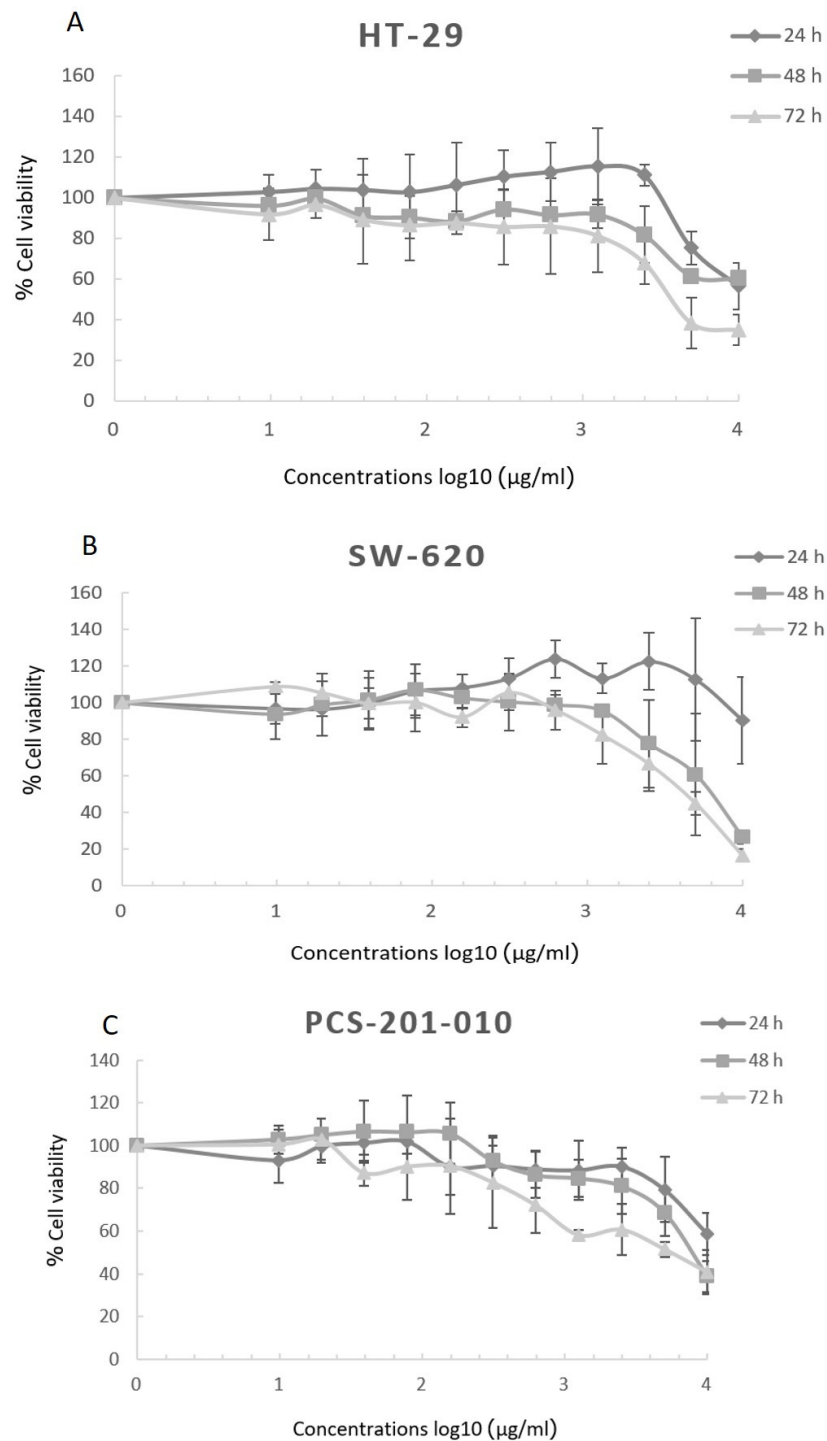 A
HT-29
24 h
48 h
72 h
160
140
120
100
80
60
40
20
0
% Cell viability
0 1 2 3 4
Concentrations log10 (µg/ml)
B
SW-620
24 h
48 h
72 h
160
140
120
100
80
60
40
20
0
% Cell viability
0 1 2 3 4
Concentrations log10 (µg/ml)
C
PCS-201-010
24 h
48 h
72 h
140
120
100
80
60
40
20
0
% Cell viability
0 1 2 3 4
Concentrations log10 (µg/ml)